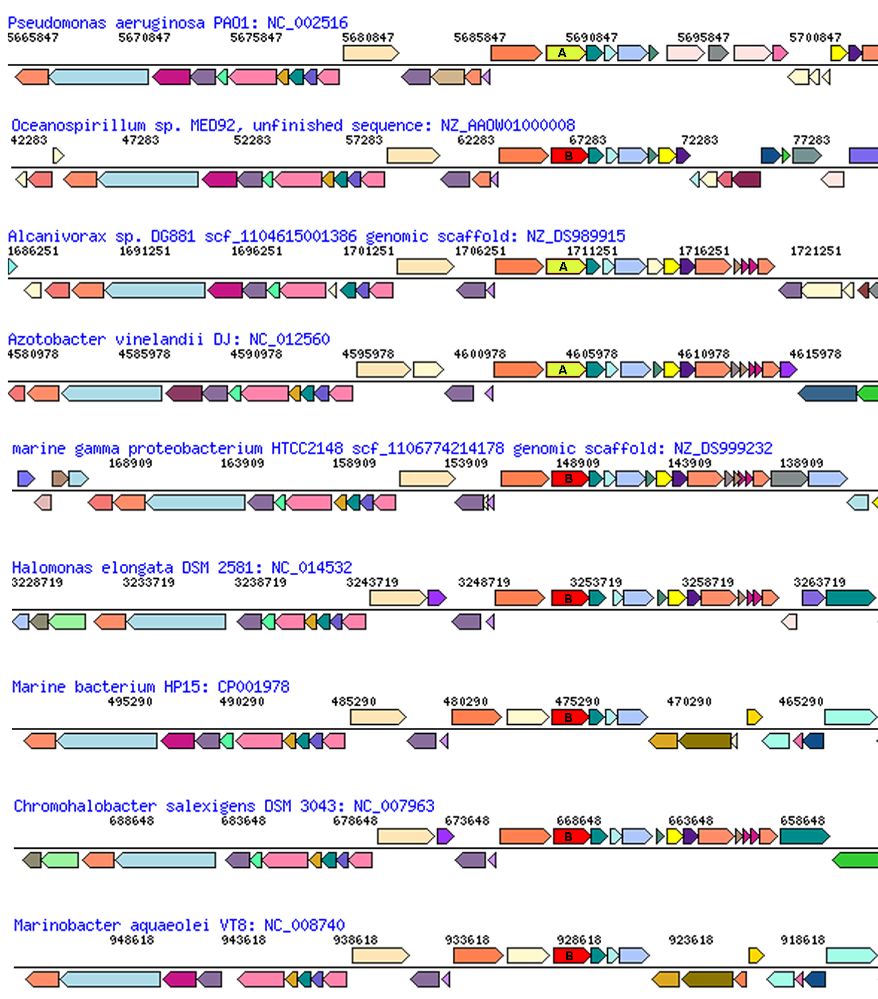 Pseudomonas aeruginosa PAO1: NC_002516
5665847 5670847 5675847 5680847 5685847 5690847 5695847 5700847
A
Oceanospirillum sp. MED92, unfinished sequence: NZ_AAOW01000008
42283 47283 52283 57283 62283 67283 72283 77283
B
Alcanivorax sp. DG881 scf_1104615001386 genomic scaffold: NZ_DS989915
1686251 1691251 1696251 1701251 1706251 1711251 1716251 1721251
A
Azotobacter vinelandii DJ: NC_012560
4580978 4585978 4590978 4595978 4600978 4605978 4610978 4615978
A
marine gamma proteobacterium HTCC2148 scf_1106774214178 genomic scaffold: NZ_DS999232
168909 163909 158909 153909 148909 143909 138909
B
Halomonas elongata DSM 2581: NC_014532
3228719 3233719 3238719 3243719 3248719 3253719 3258719 3263719
B
Marine bacterium HP15: CP001978
495290 490290 485290 480290 475290 470290 465290
B
Chromohalobacter salexigens DSM 3043: NC_007963
688648 683648 678648 673648 668648 663648 658648
B
Marinobacter aquaeolei VT8: NC_008740
948618 943618 938618 933618 928618 923618 918618
B